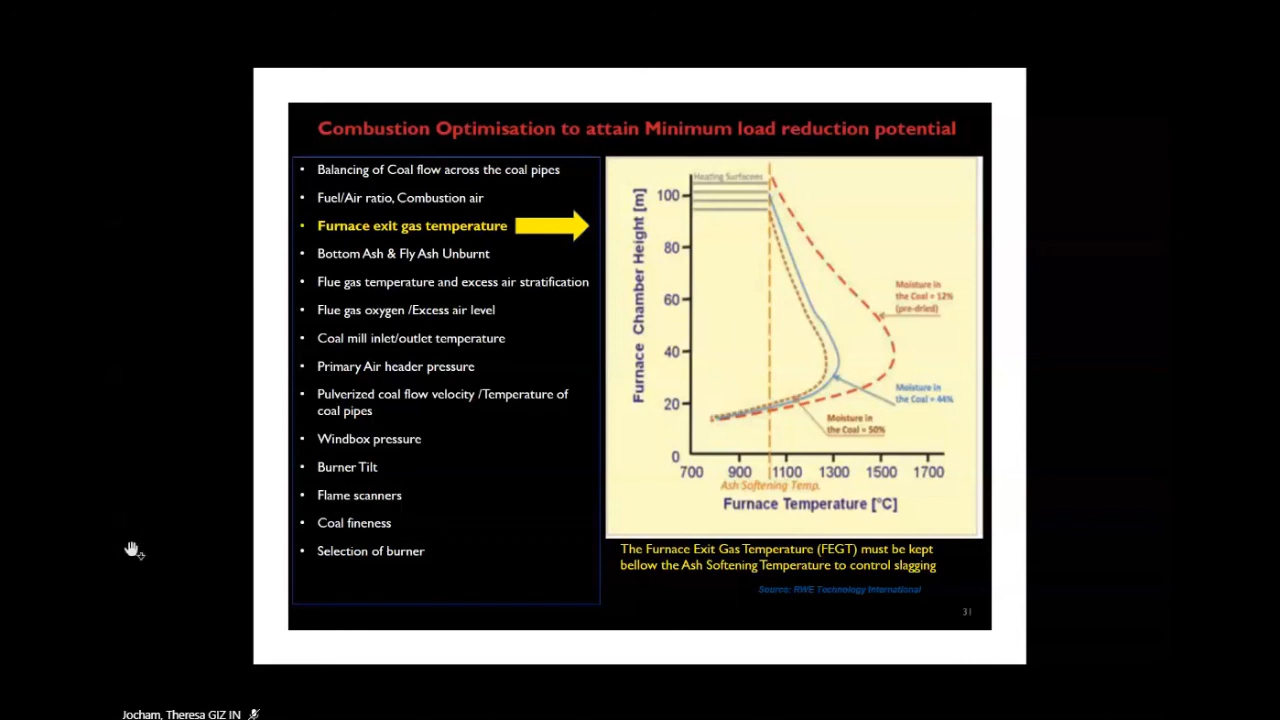 Combustion Optimisation to attain Minimum load reduction potential
• Balancing of Coal flow across the coal pipes
• Fuel/Air ratio, Combustion air
• Furnace exit gas temperature
• Bottom Ash & Fly Ash Unburnt
• Flue gas temperature and excess air stratification
• Flue gas oxygen /Excess air level
• Coal mill inlet/outlet temperature
• Primary Air header pressure
• Pulverized coal flow velocity /Temperature of
coal pipes
• Windbox pressure
• Burner Tilt
• Flame scanners
• Coal fineness
• Selection of burner
Furnace Chamber Height [m]
Heating Surfacees
100
80
60
40
20
0
Moisture in
the Coal = 12%
(pre-dried)
Moisture in
the Coal = 44%
Moisture in
the Coal = 50%
700 900 1100 1300 1500 1700
Ash Softening Temp.
Furnace Temperature [°C]
The Furnace Exit Gas Temperature (FEGT) must be kept
bellow the Ash Softening Temperature to control slagging
Source: RWE Technology International
31
Jocham, Theresa GIZ IN